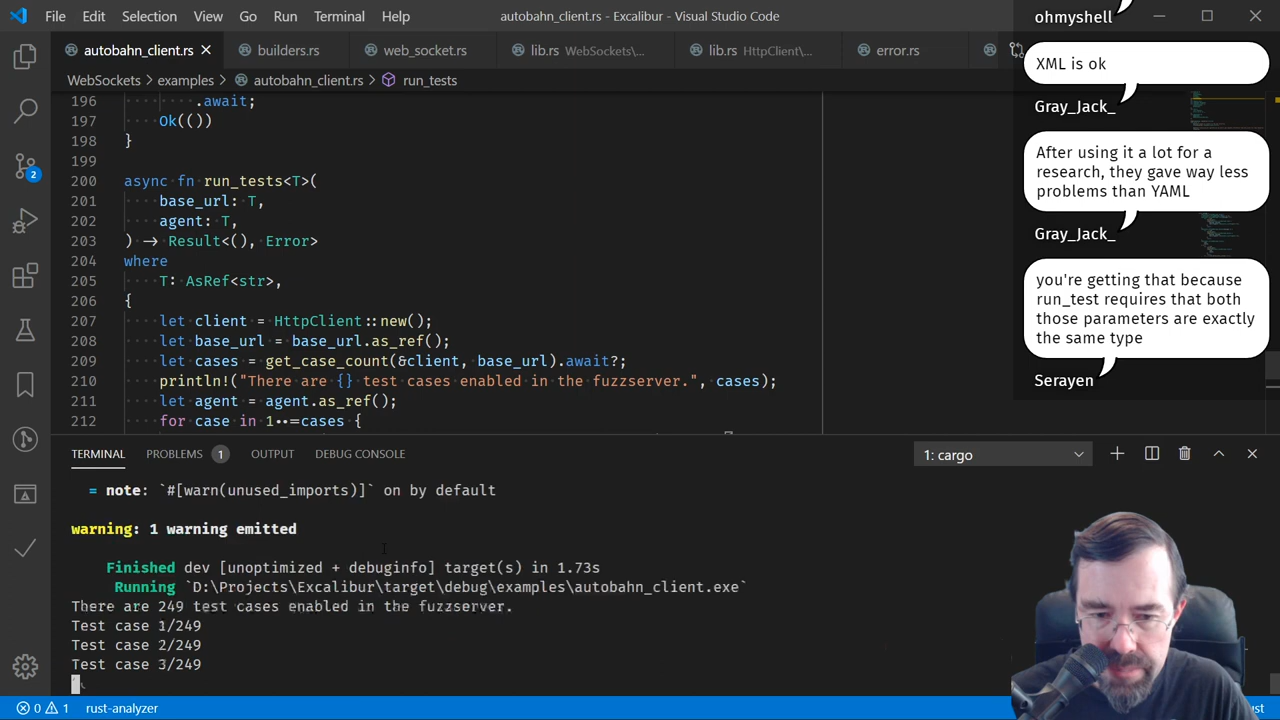 File Edit Selection View Go Run Terminal Help
autobahn_client.rs - Excalibur - Visual Studio Code
autobahn_client.rs builders.rs web_socket.rs lib.rs WebSockets\... lib.rs HttpClient\... error.rs
WebSockets > examples > autobahn_client.rs > run_tests
196 ········.await;
197 ····Ok(())
198 }
199
200 async fn run_tests<T>(
201 ····base_url: T,
202 ····agent: T,
203 ) -> Result<(), Error>
204 where
205 ····T: AsRef<str>,
206 {
207 ····let client = HttpClient::new();
208 ····let base_url = base_url.as_ref();
209 ····let cases = get_case_count(&client, base_url).await?;
210 ····println!("There are {} test cases enabled in the fuzzserver.", cases);
211 ····let agent = agent.as_ref();
212 ····for case in 1..=cases {
ohmyshell
XML is ok
Gray_Jack_
After using it a lot for a
research, they gave way less
problems than YAML
Gray_Jack_
you're getting that because
run_test requires that both
those parameters are exactly
the same type
Serayen
2
TERMINAL PROBLEMS 1 OUTPUT DEBUG CONSOLE
1: cargo
= note: `#[warn(unused_imports)]` on by default
warning: 1 warning emitted
Finished dev [unoptimized + debuginfo] target(s) in 1.73s
Running `D:\Projects\Excalibur\target\debug\examples\autobahn_client.exe`
There are 249 test cases enabled in the fuzzserver.
Test case 1/249
Test case 2/249
Test case 3/249
0 1 rust-analyzer